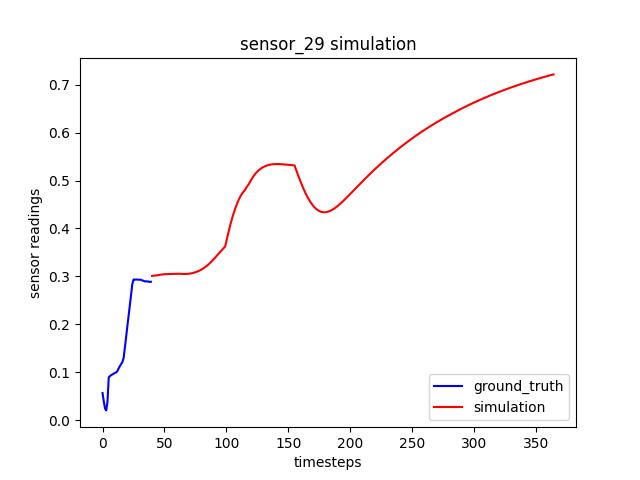 sensor_29 simulation
sensor readings
0.7
0.6
0.5
0.4
0.3
0.2
0.1
0.0
0 50 100 150 200 250 300 350
timesteps
ground_truth
simulation